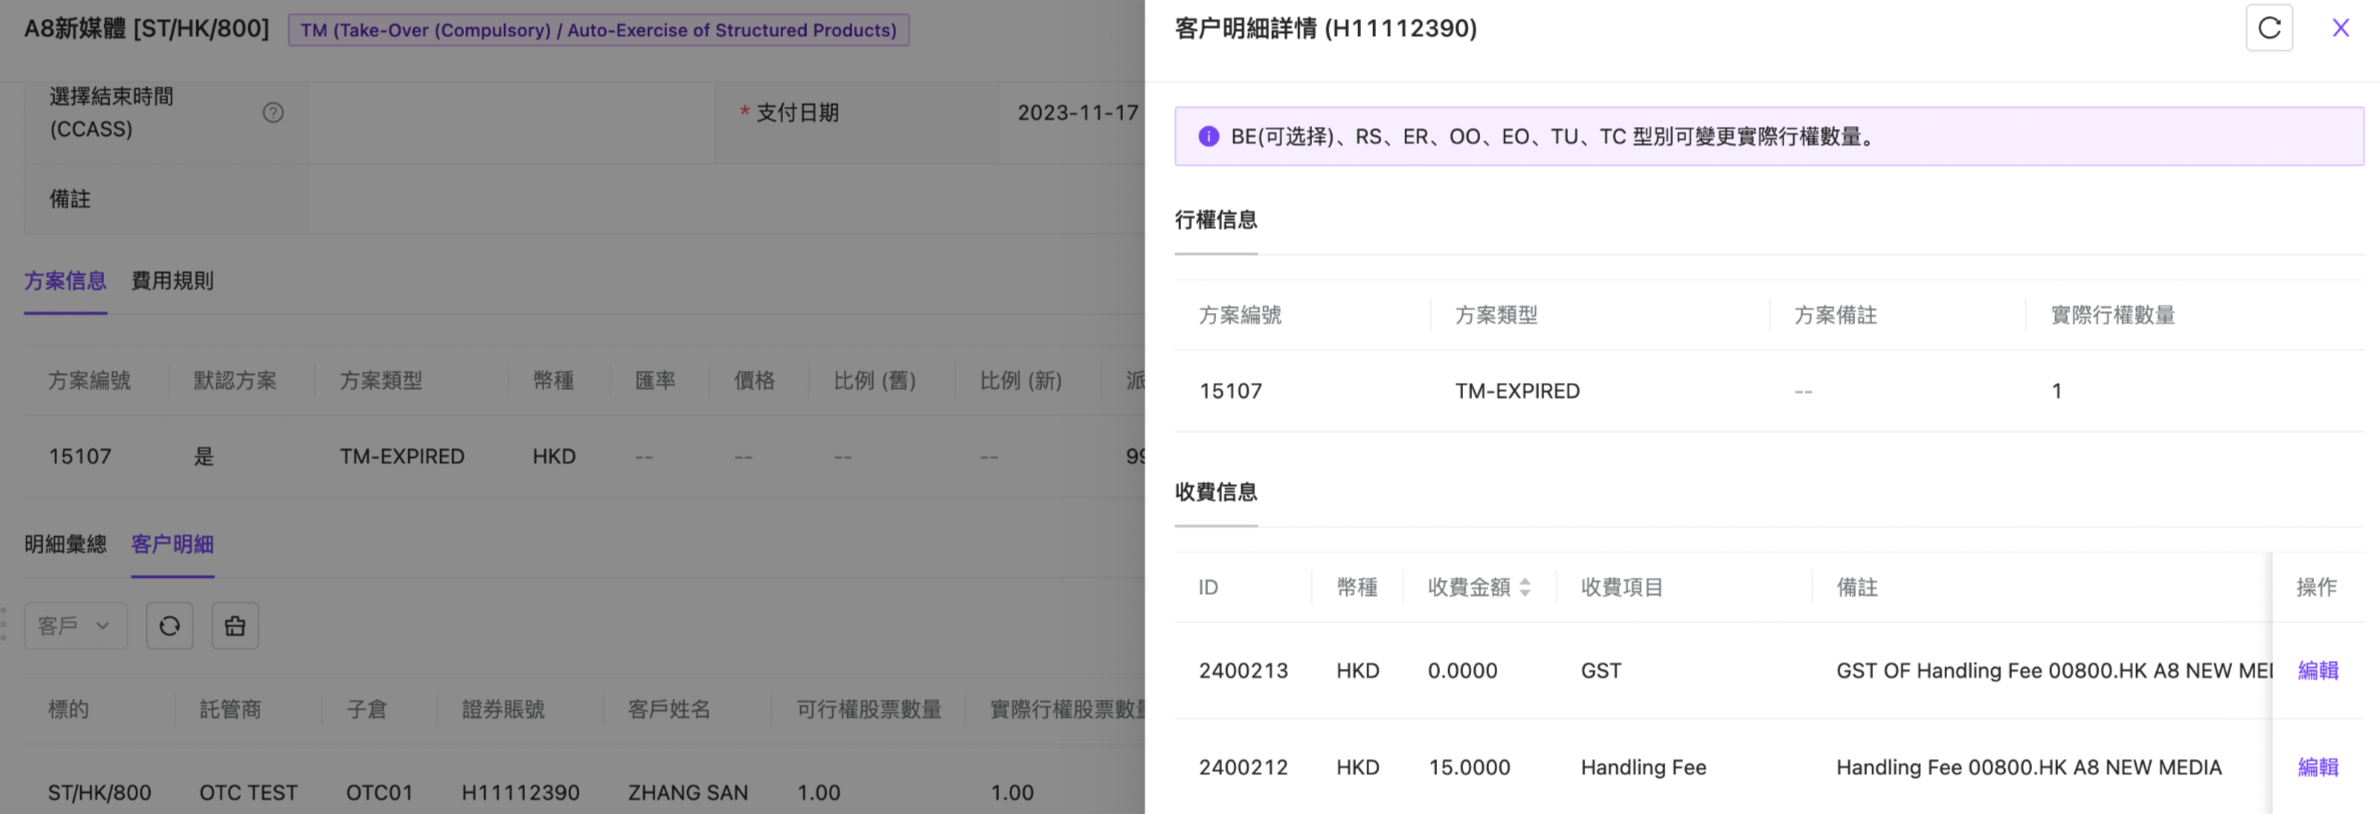 A8新媒體 [ST/HK/800] TM (Take-Over (Compulsory) / Auto-Exercise of Structured Products)
選擇結束時間
(CCASS)
* 支付日期 2023-11-17
備註
方案信息 費用規則
方案編號 默認方案 方案類型 幣種 匯率 價格 比例 (舊) 比例 (新) 派
15107 是 TM-EXPIRED HKD -- -- -- -- 99
明細彙總 客户明細
客戶
標的 託管商 子倉 證券賬號 客戶姓名 可行權股票數量 實際行權股票數量
ST/HK/800 OTC TEST OTC01 H11112390 ZHANG SAN 1.00 1.00
客户明細詳情 (H11112390)
BE(可选择)、RS、ER、OO、EO、TU、TC 型別可變更實際行權數量。
行權信息
方案編號 方案類型 方案備註 實際行權數量
15107 TM-EXPIRED -- 1
收費信息
ID 幣種 收費金額 收費項目 備註 操作
2400213 HKD 0.0000 GST GST OF Handling Fee 00800.HK A8 NEW MEI 編輯
2400212 HKD 15.0000 Handling Fee Handling Fee 00800.HK A8 NEW MEDIA 編輯